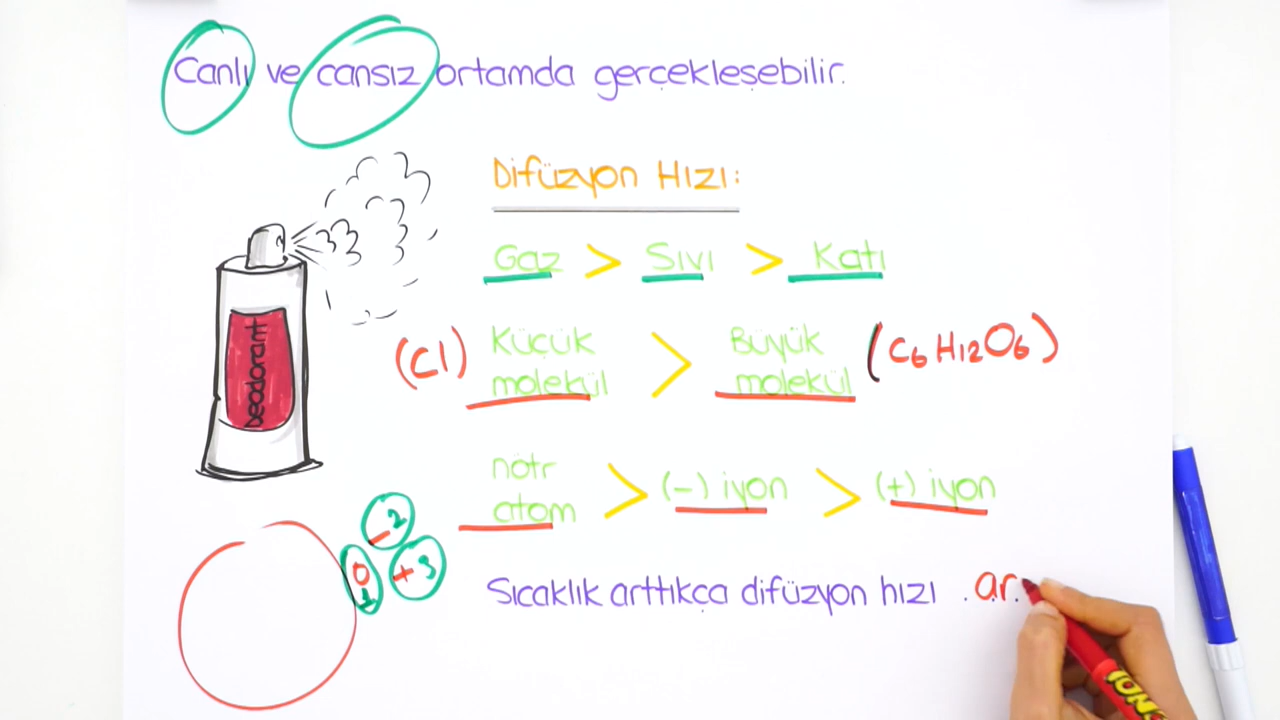 Canlı ve cansız ortamda gerçekleşebilir.
Difüzyon Hızı:
Gaz > Sıvı > Katı
(Cl) Küçük molekül > Büyük molekül (C6H12O6)
nötr atom > (-) iyon > (+) iyon
Deodorant
- 2
0 1
+ 3
Sıcaklık arttıkça difüzyon hızı . ar.